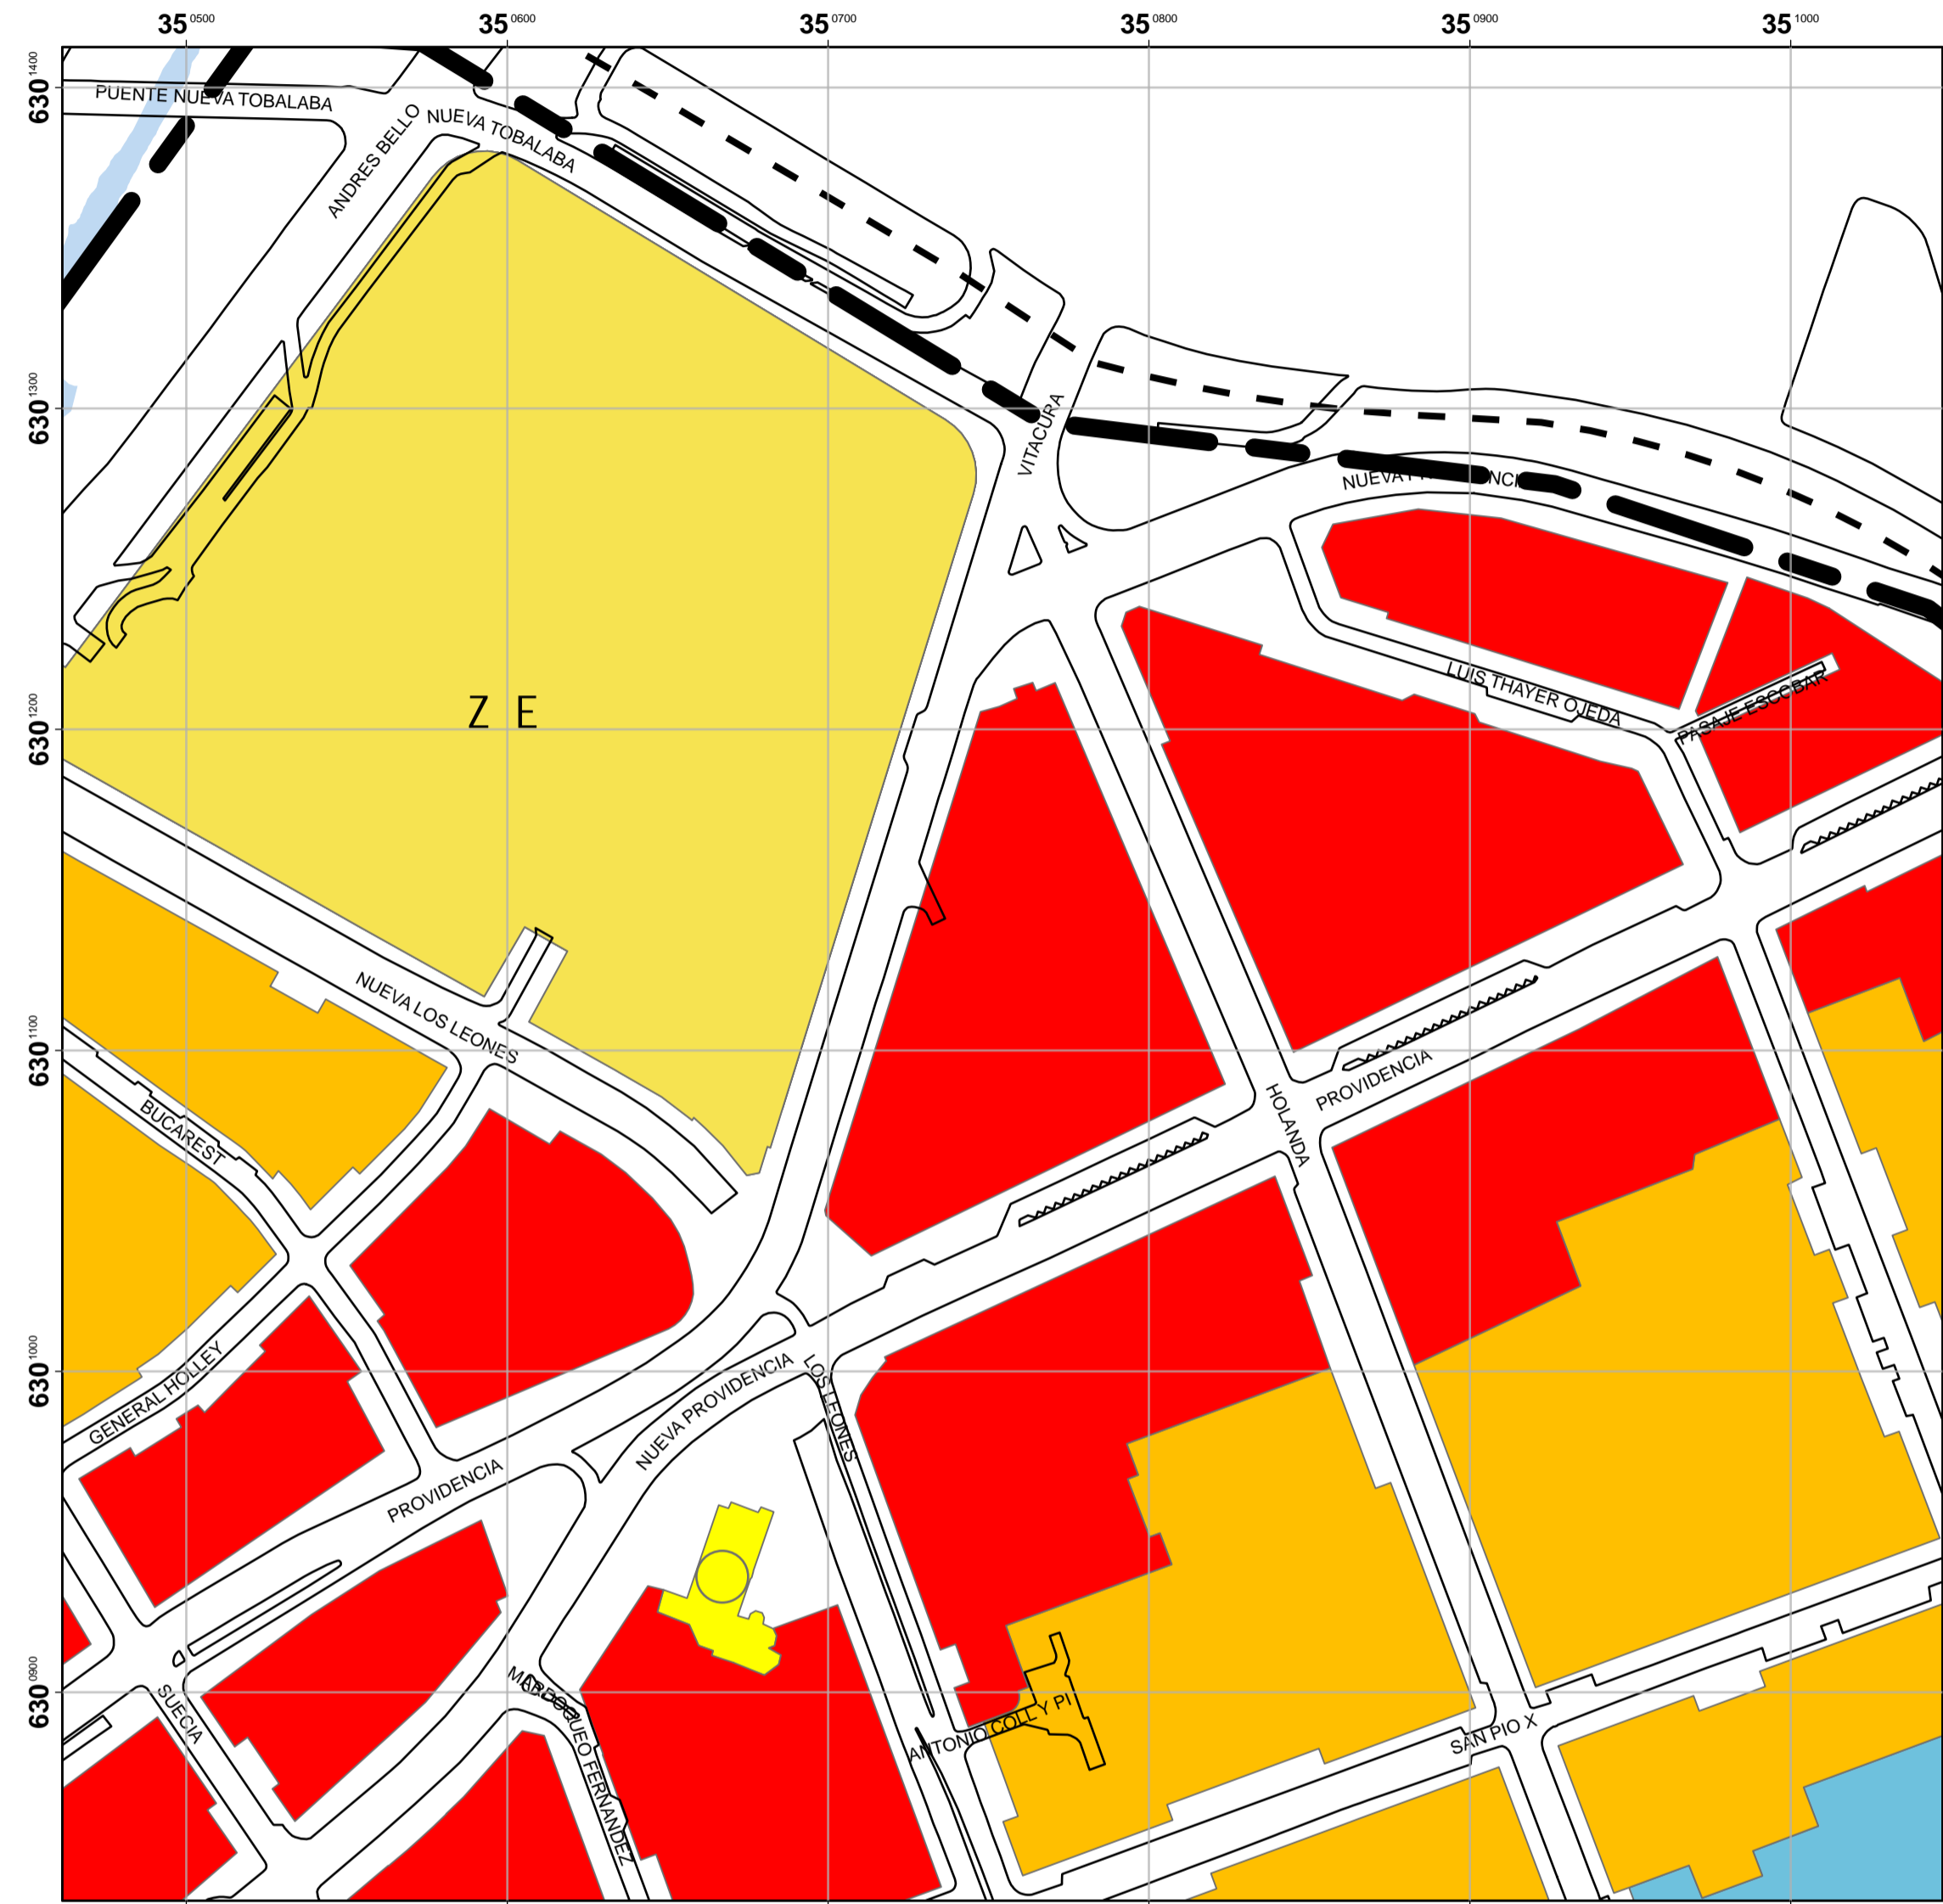 35 0500
35 0600
35 0700
35 0800
35 0900
35 1000
630 1400
630 1300
630 1200
630 1100
630 1000
630 0900
PUENTE NUEVA TOBALABA
ANDRES BELLO
NUEVA TOBALABA
VITACURA
NUEVA
LUIS THAYER OJEDA
PASAJE ESCOBAR
Z E
NUEVA LOS LEONES
BUCAREST
HOLANDA
PROVIDENCIA
GENERAL HOLLEY
NUEVA PROVIDENCIA
LOS LEONES
PROVIDENCIA
SUECIA
MARDOQUEO FERNANDEZ
ANTONIO COLL Y PI
SAN PIO X